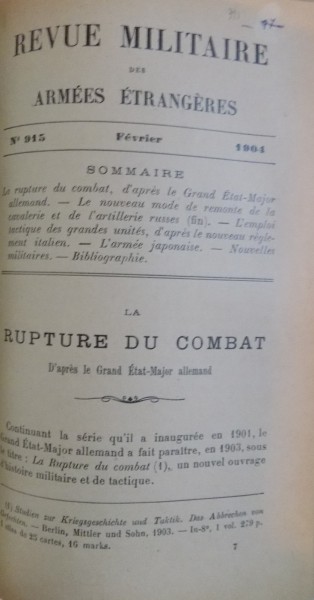 97
REVUE MILITAIRE
DES
ARMÉES ÉTRANGÈRES
N° 915 Février 1904
SOMMAIRE
La rupture du combat, d'après le Grand État-Major
allemand. — Le nouveau mode de remonte de la
cavalerie et de l'artillerie russes (fin). — L'emploi
tactique des grandes unités, d'après le nouveau règle-
ment italien. — L'armée japonaise. — Nouvelles
militaires. — Bibliographie.
LA
RUPTURE DU COMBAT
D'après le Grand État-Major allemand
Continuant la série qu'il a inaugurée en 1901, le
Grand État-Major allemand a fait paraître, en 1903, sous
le titre : La Rupture du combat (1), un nouvel ouvrage
d'histoire militaire et de tactique.
(1) Studien zur Kriegsgeschichte und Taktik. Das Abbrechen von
Gefechten. — Berlin, Mittler und Sohn, 1903. — In-8°, 1 vol. 279 p.
1 atlas de 25 cartes, 16 marks.
7